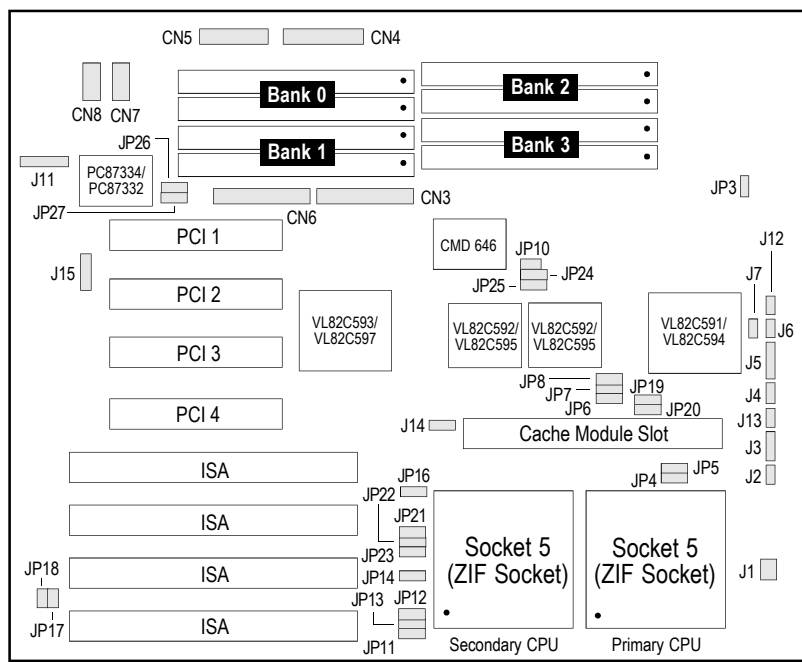 CN5
CN4
Bank 0
Bank 2
CN8
CN7
JP26
Bank 1
Bank 3
PC87334/
PC87332
J11
JP3
JP27
CN6
CN3
PCI 1
CMD 646
JP10
J12
J15
JP25
JP24
J7
PCI 2
VL82C593/
VL82C597
VL82C592/
VL82C595
VL82C592/
VL82C595
VL82C591/
VL82C594
J6
PCI 3
J5
JP8
JP7
JP19
J4
JP6
JP20
PCI 4
J14
Cache Module Slot
J13
J3
ISA
JP16
JP4
JP5
J2
JP22
ISA
JP21
JP23
Socket 5
(ZIF Socket)
Socket 5
(ZIF Socket)
JP18
ISA
JP14
J1
JP13
JP12
JP17
ISA
JP11
Secondary CPU
Primary CPU